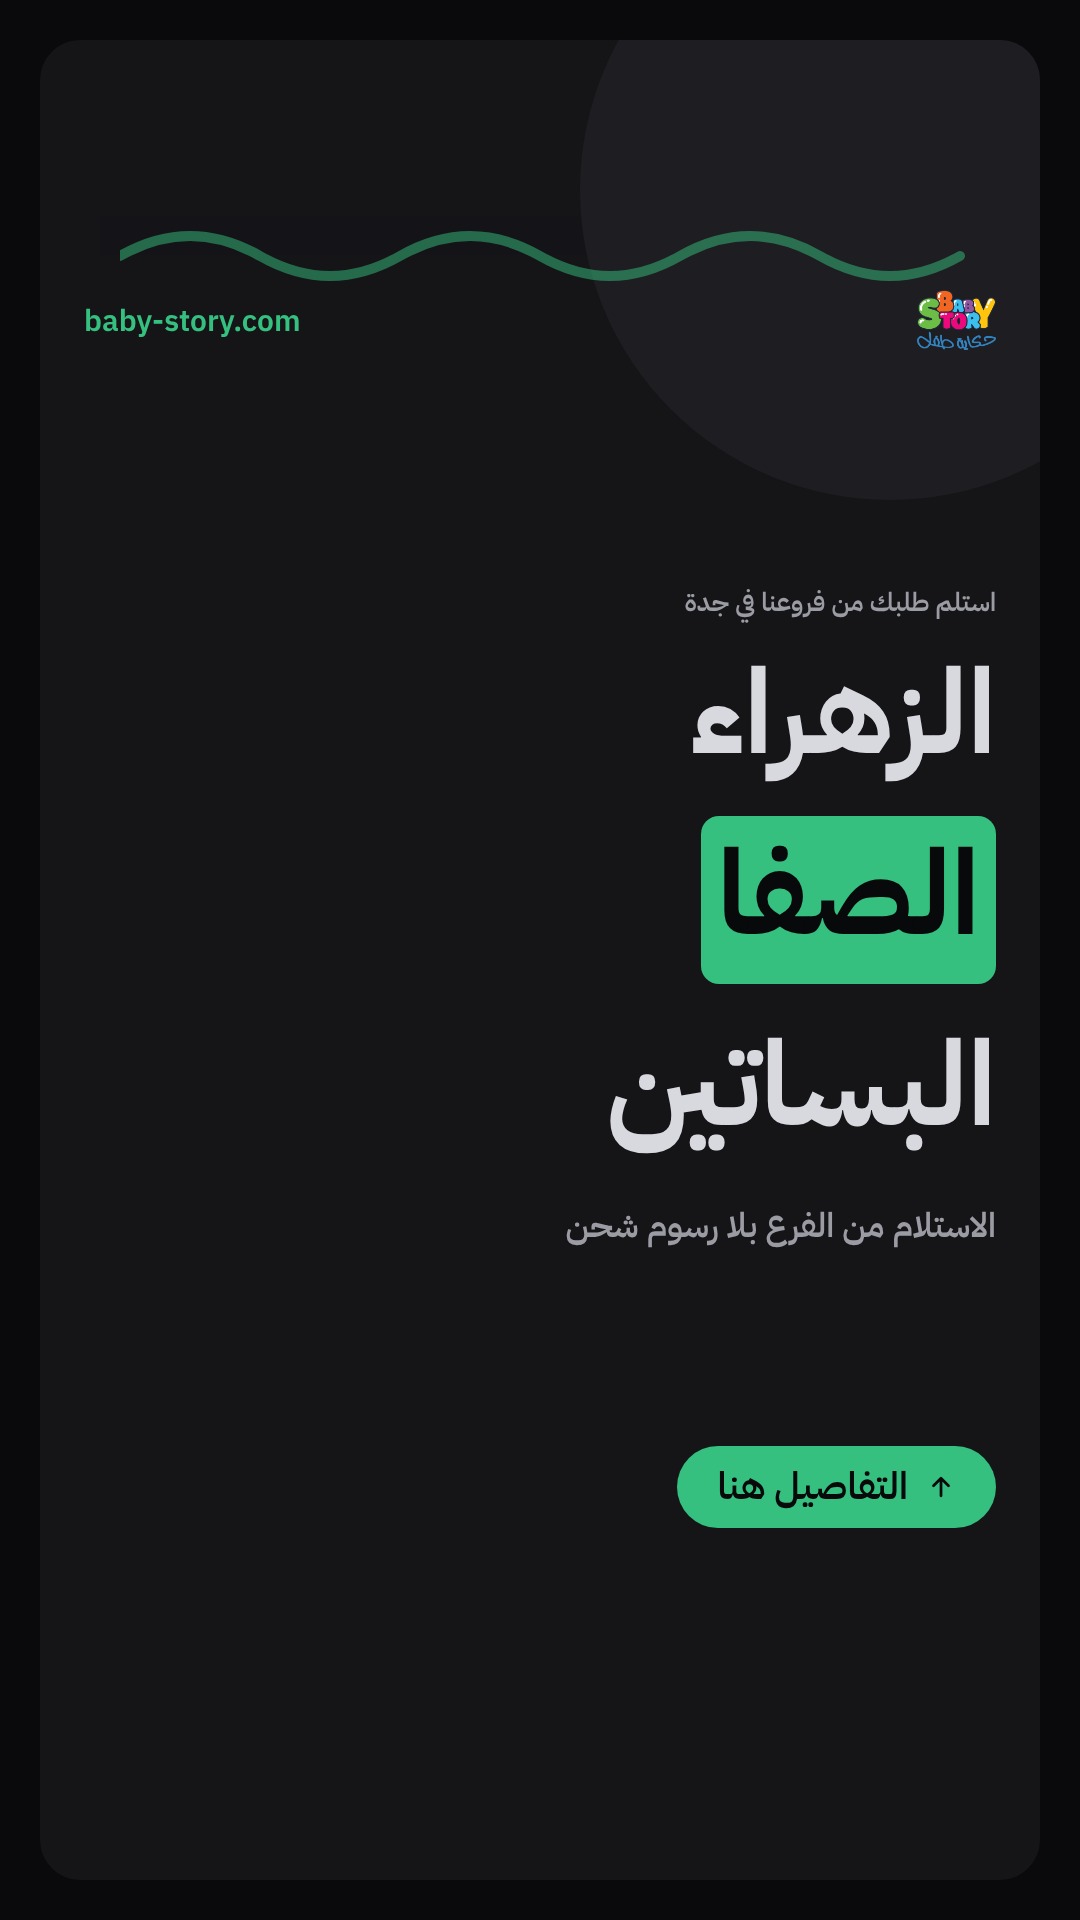 BABY STORY
حكاية طفل
baby-story.com
استلم طلبك من فروعنا في جدة
الزهراء
الصفا
البساتين
الاستلام من الفرع بلا رسوم شحن
↑ التفاصيل هنا